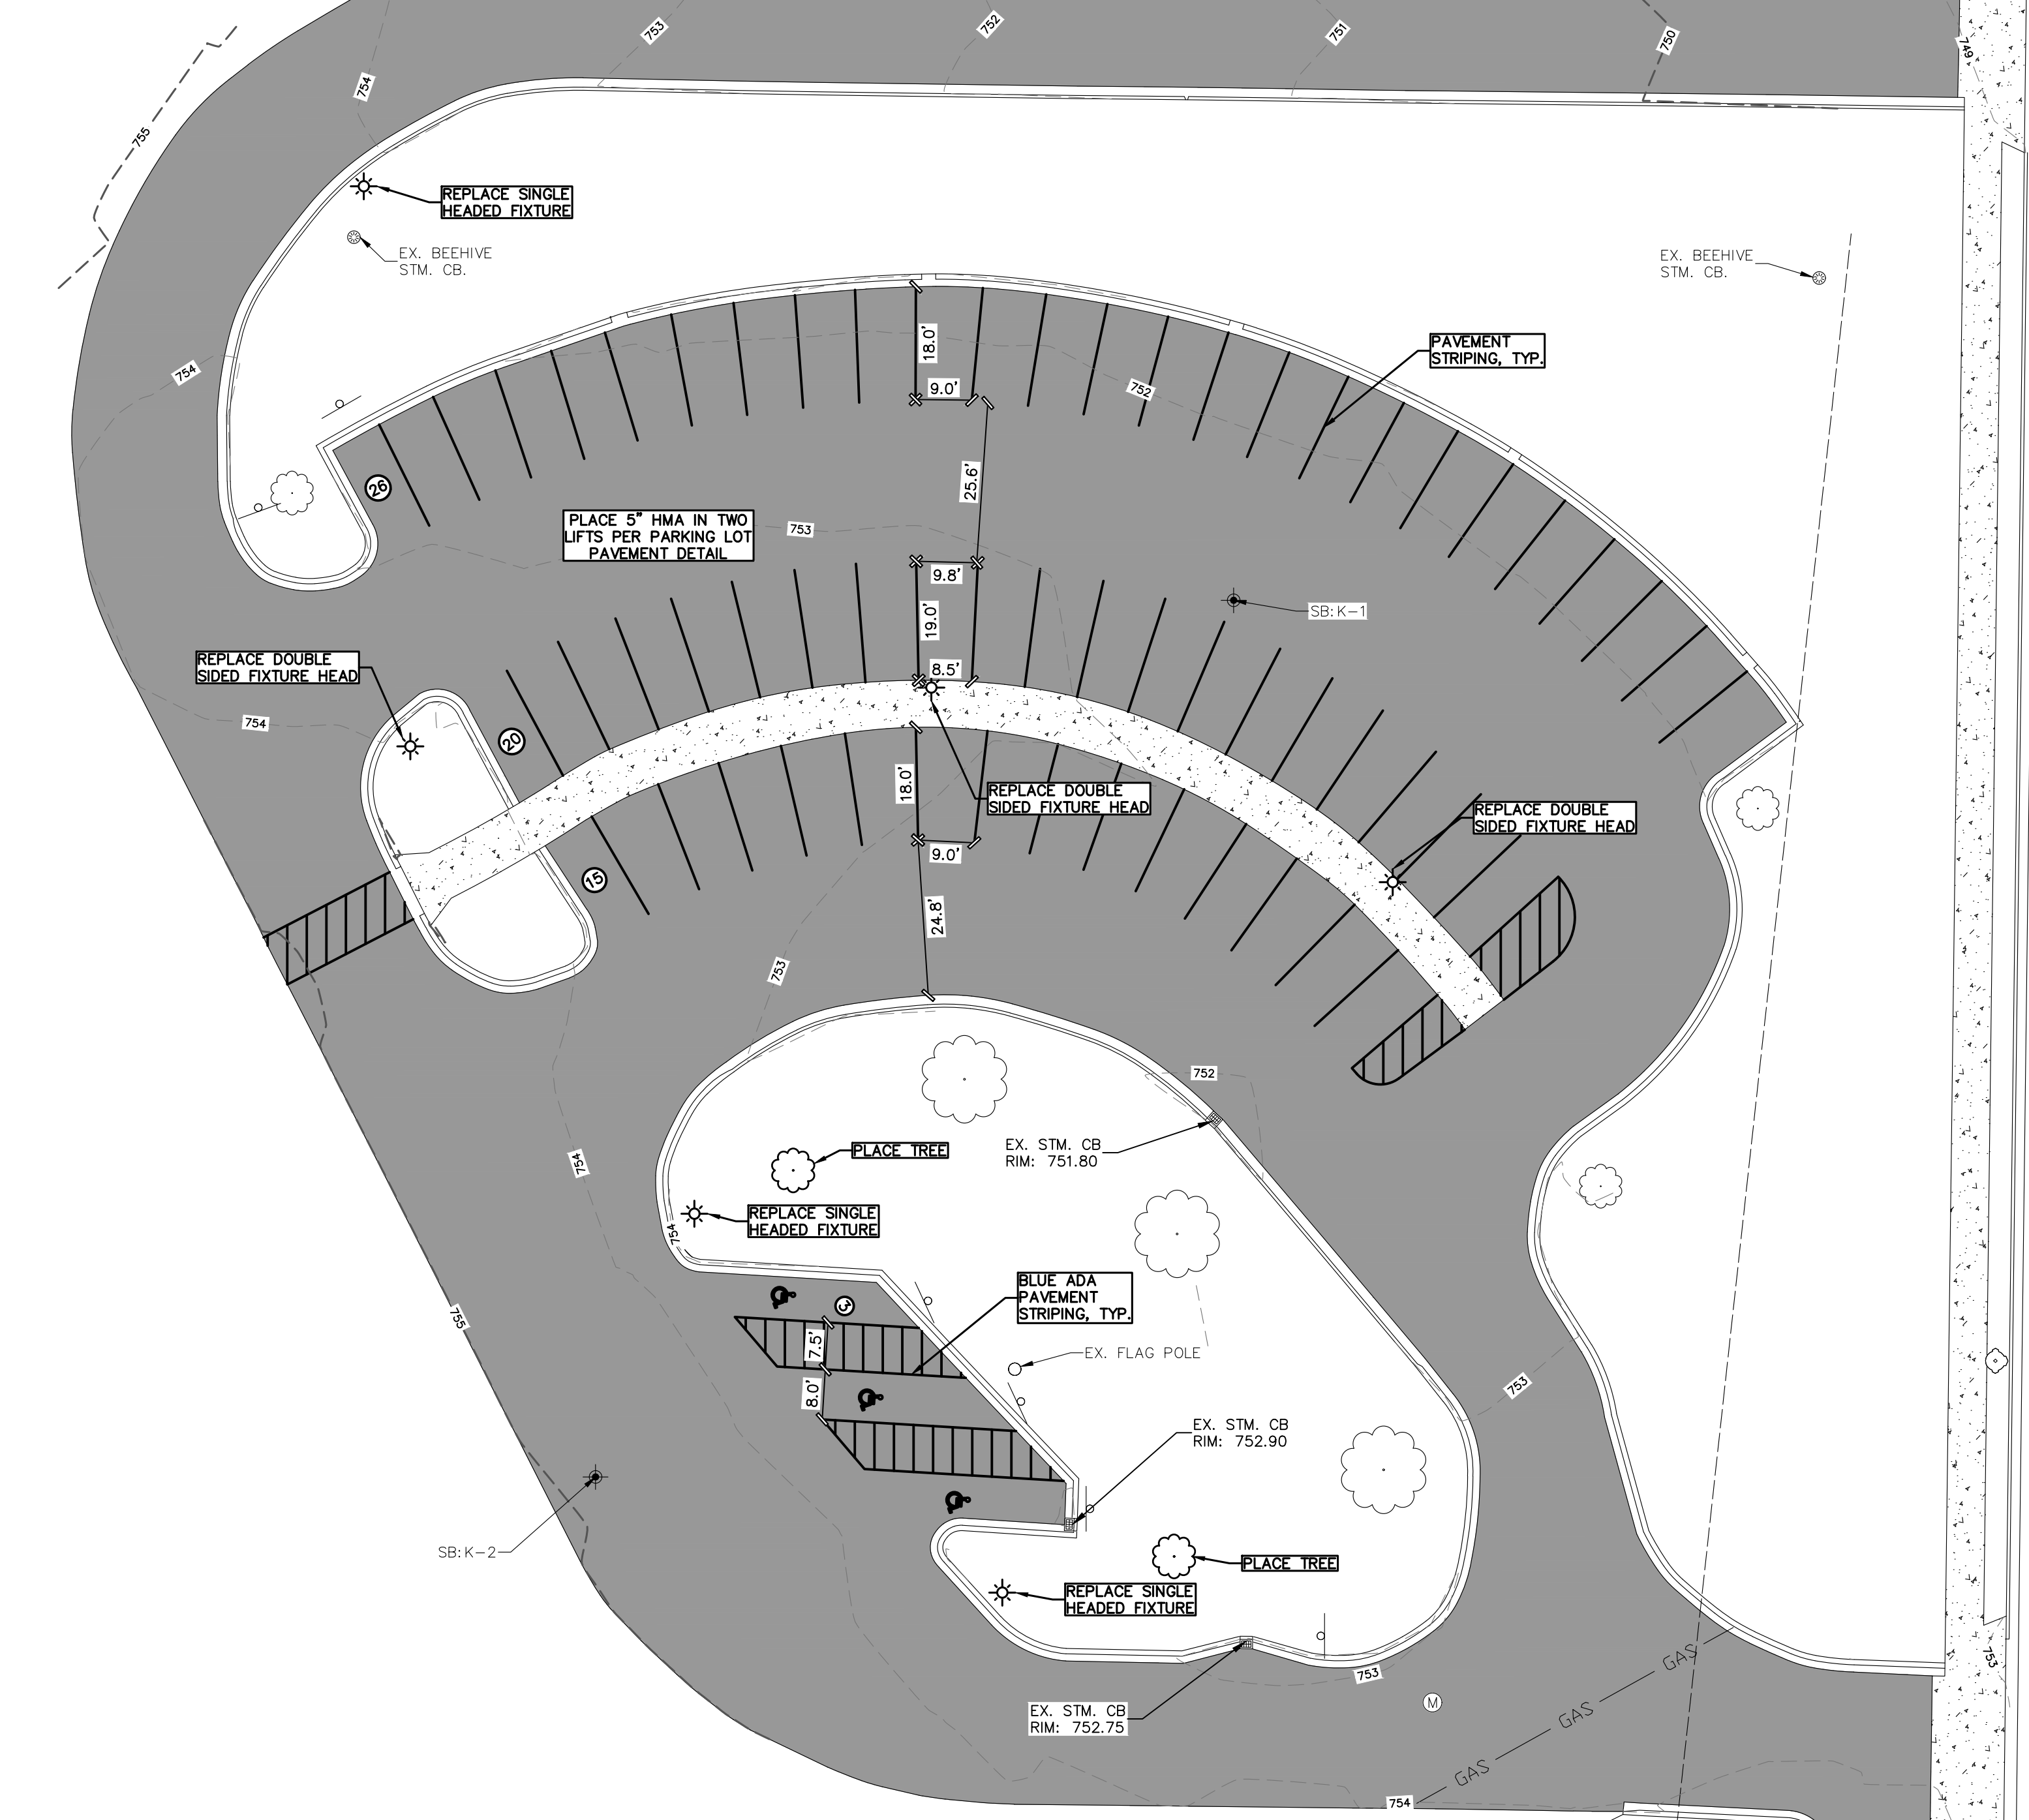 753
752
751
750
749
754
755
REPLACE SINGLE
HEADED FIXTURE
EX. BEEHIVE
STM. CB.
EX. BEEHIVE
STM. CB.
PAVEMENT
STRIPING, TYP.
18.0'
9.0'
752
754
25.6'
26
PLACE 5" HMA IN TWO
LIFTS PER PARKING LOT
PAVEMENT DETAIL
753
9.8'
19.0'
SB:K-1
8.5'
REPLACE DOUBLE
SIDED FIXTURE HEAD
754
20
18.0'
REPLACE DOUBLE
SIDED FIXTURE HEAD
REPLACE DOUBLE
SIDED FIXTURE HEAD
9.0'
15
24.8'
753
752
EX. STM. CB
RIM: 751.80
PLACE TREE
754
REPLACE SINGLE
HEADED FIXTURE
754
BLUE ADA
PAVEMENT
STRIPING, TYP.
3
755
7.5'
EX. FLAG POLE
8.0'
753
EX. STM. CB
RIM: 752.90
SB:K-2
PLACE TREE
REPLACE SINGLE
HEADED FIXTURE
753
753
GAS
M
EX. STM. CB
RIM: 752.75
GAS
GAS
754